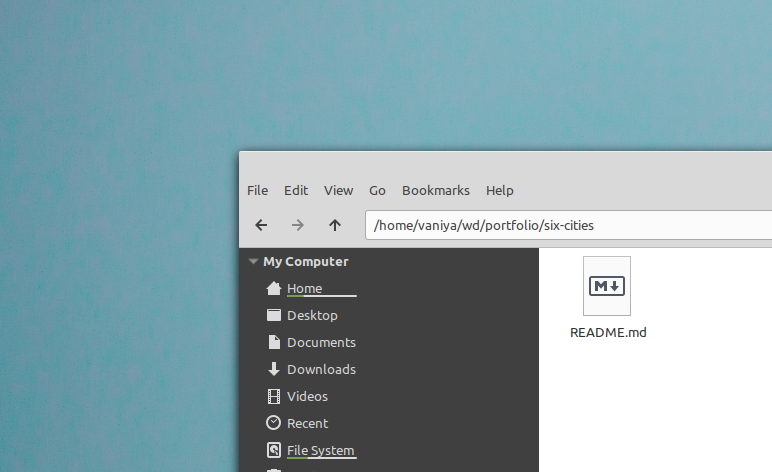 File Edit View Go Bookmarks Help
/home/vaniya/wd/portfolio/six-cities
My Computer
Home
Desktop
Documents
Downloads
Videos
Recent
File System
M
README.md